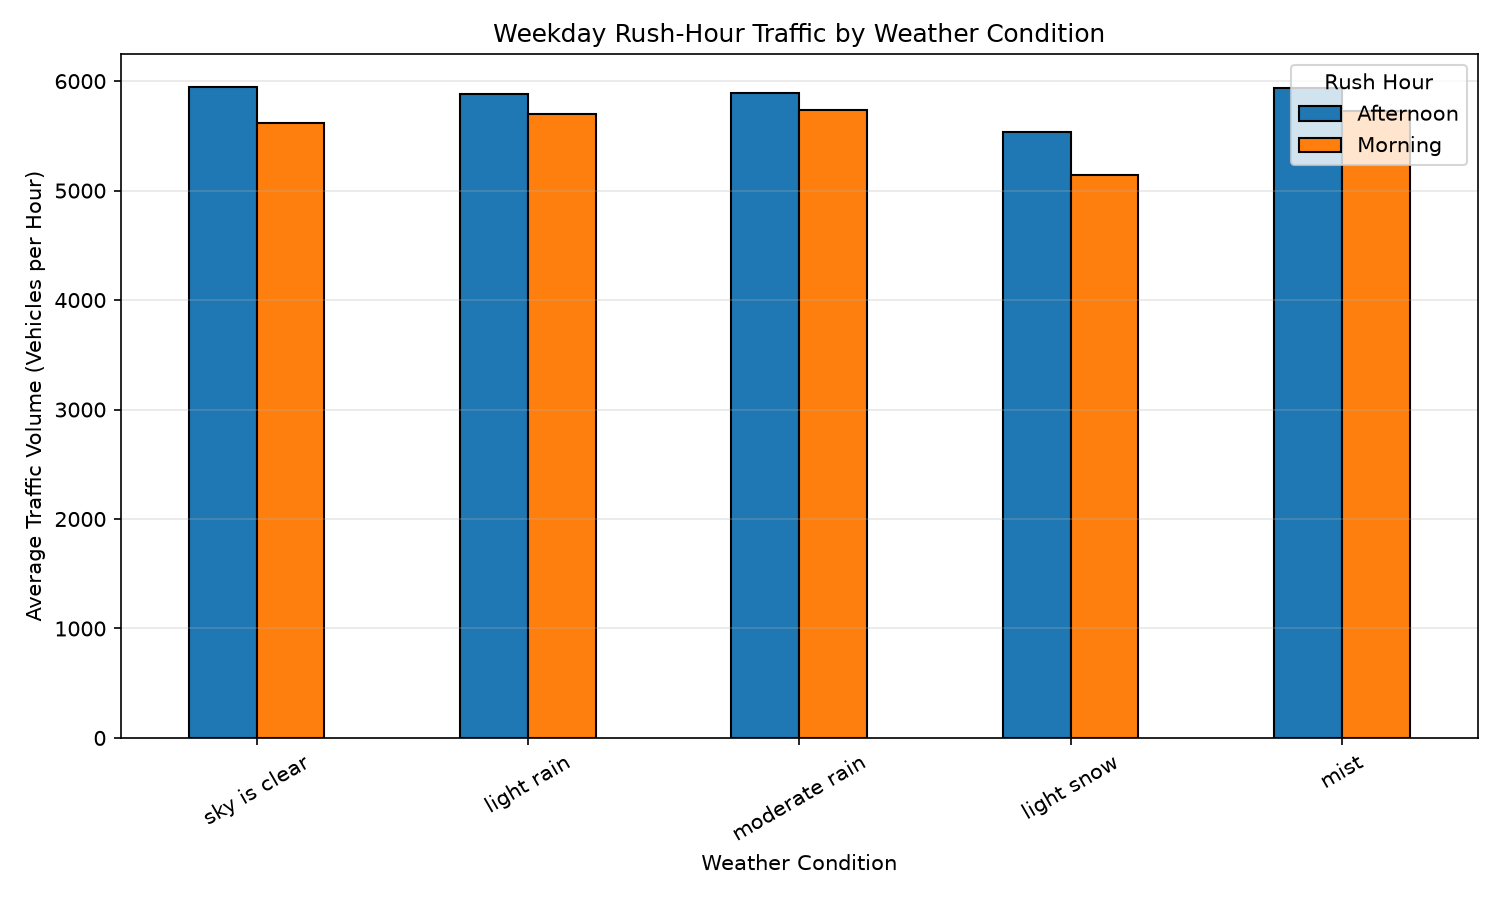 Weekday Rush-Hour Traffic by Weather Condition
Average Traffic Volume (Vehicles per Hour)
6000
5000
4000
3000
2000
1000
0
Rush Hour
Afternoon
Morning
sky is clear
light rain
moderate rain
light snow
mist
Weather Condition